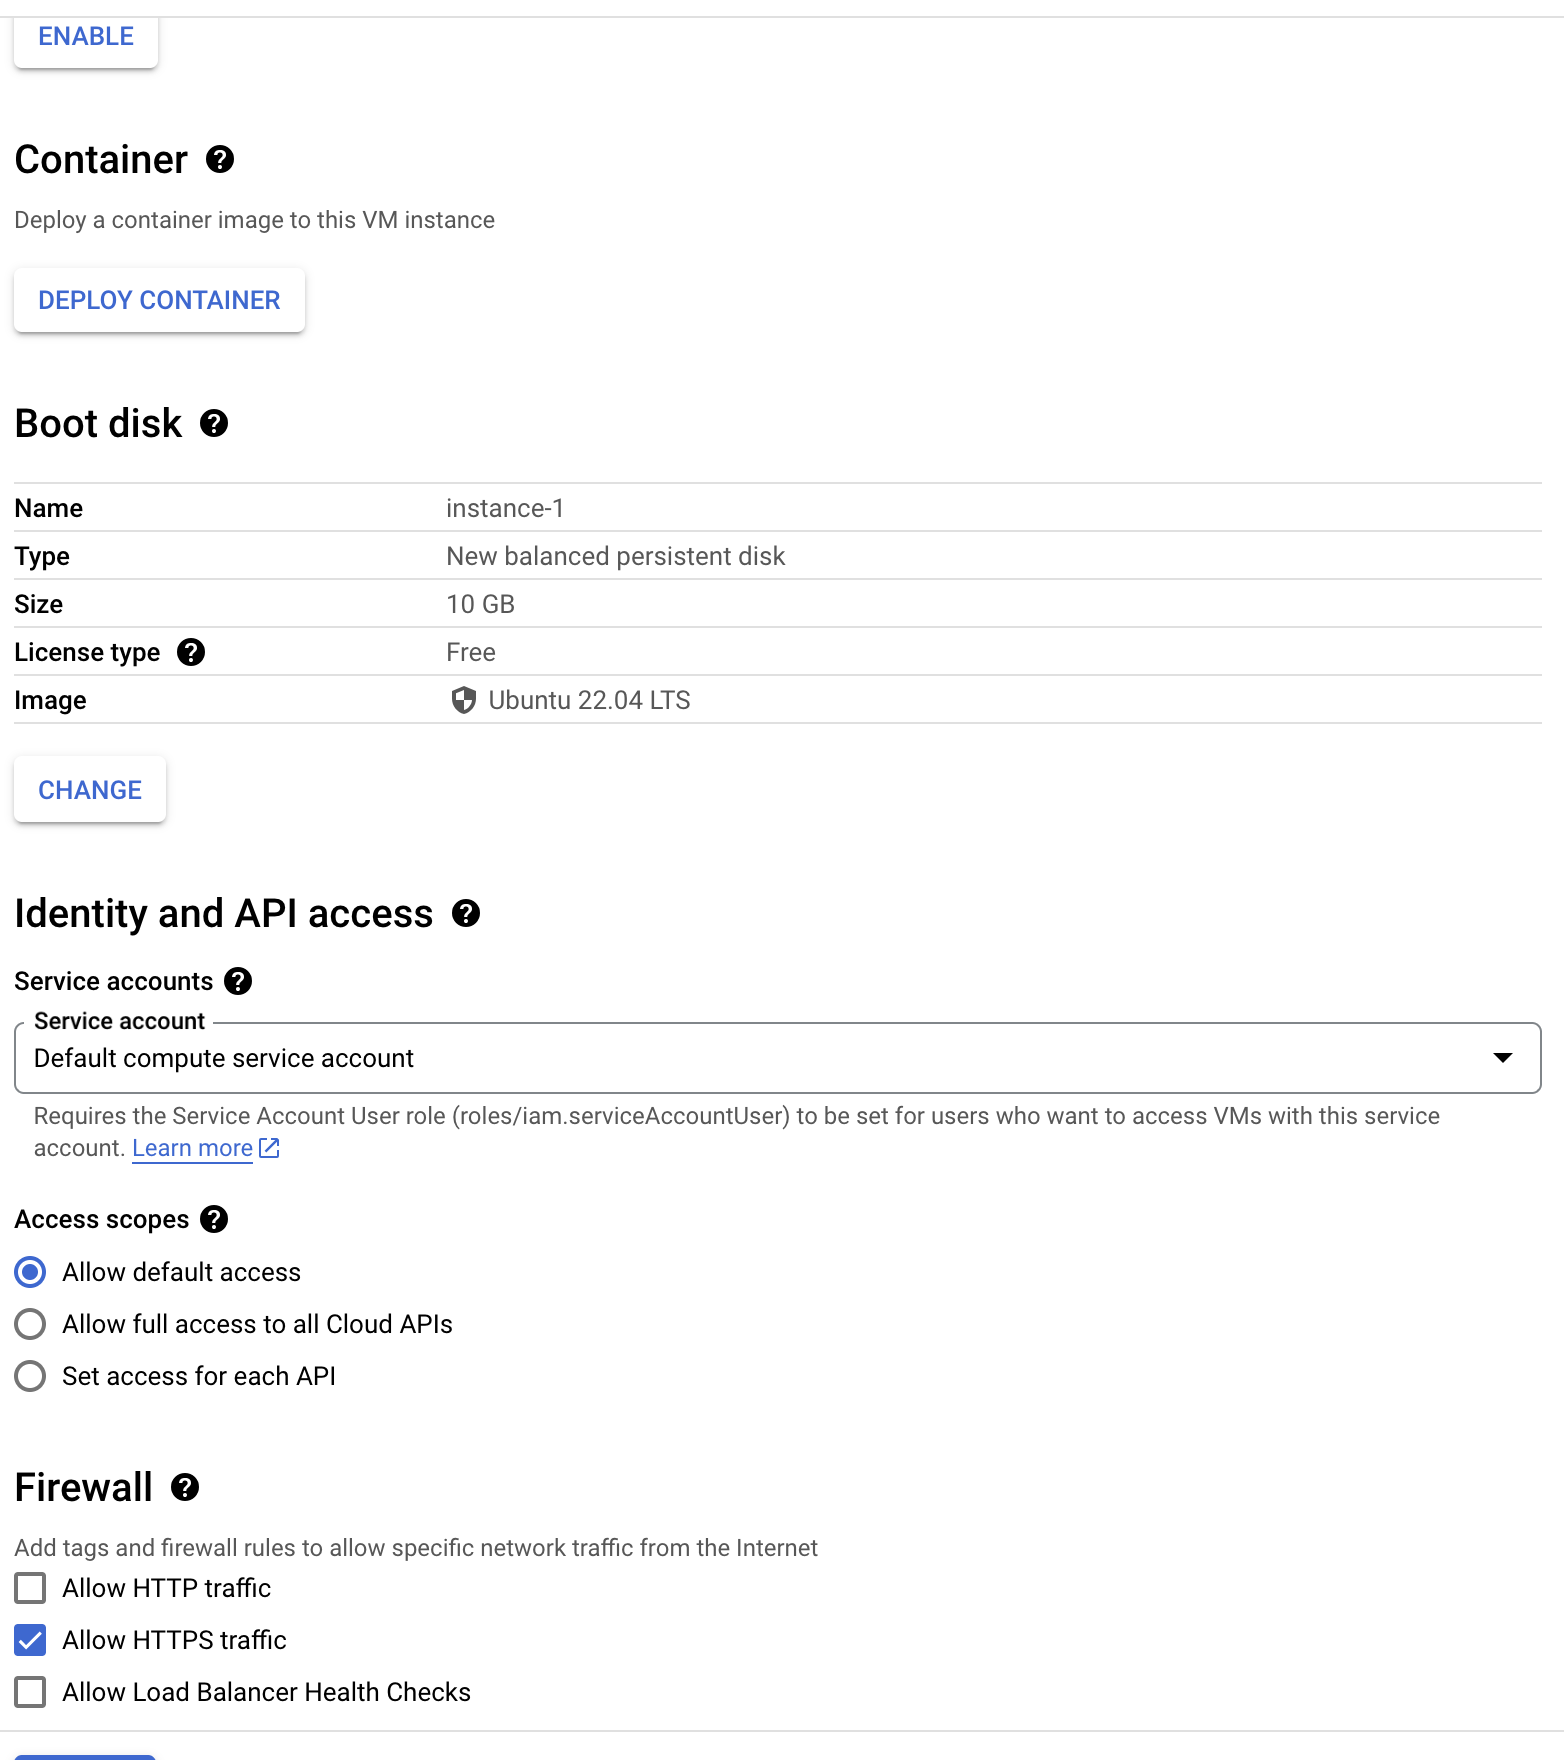 ENABLE
Container
Deploy a container image to this VM instance
DEPLOY CONTAINER
Boot disk
Name instance-1
Type New balanced persistent disk
Size 10 GB
License type Free
Image Ubuntu 22.04 LTS
CHANGE
Identity and API access
Service accounts
Service account
Default compute service account
Requires the Service Account User role (roles/iam.serviceAccountUser) to be set for users who want to access VMs with this service
account. Learn more
Access scopes
Allow default access
Allow full access to all Cloud APIs
Set access for each API
Firewall
Add tags and firewall rules to allow specific network traffic from the Internet
Allow HTTP traffic
Allow HTTPS traffic
Allow Load Balancer Health Checks